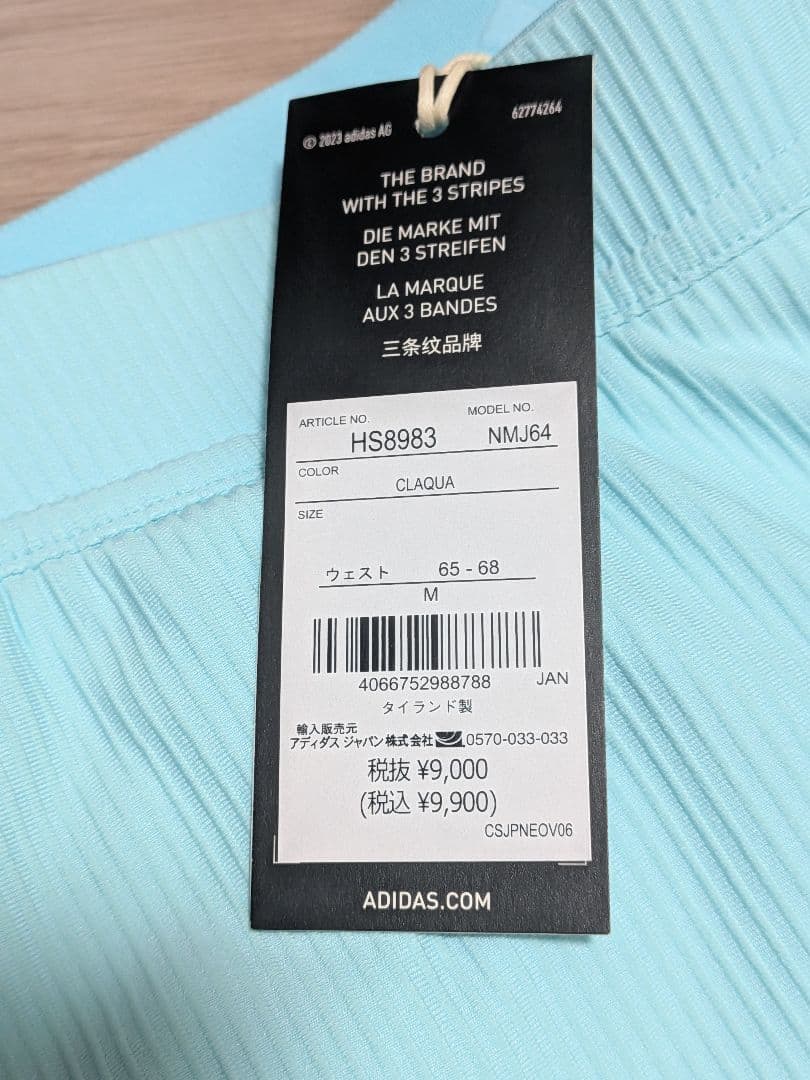 © 2023 adidas AG 62774264
THE BRAND
WITH THE 3 STRIPES
DIE MARKE MIT
DEN 3 STREIFEN
LA MARQUE
AUX 3 BANDES
三条纹品牌
ARTICLE NO. MODEL NO.
HS8983 NMJ64
COLOR
CLAQUA
SIZE
ウェスト 65 - 68
M
4066752988788 JAN
タイランド製
輸入販売元
アディダス ジャパン株式会社 0570-033-033
税抜 ¥9,000
(税込 ¥9,900)
CSJPNEOV06
ADIDAS.COM